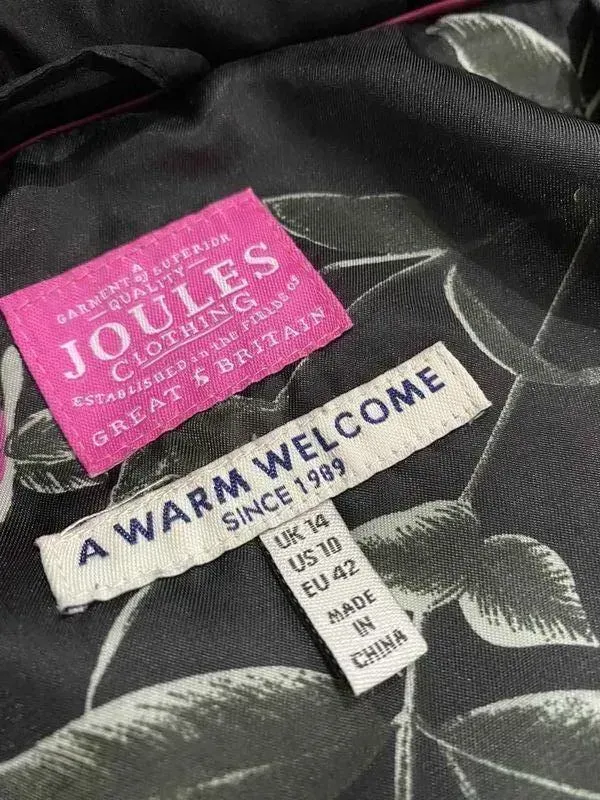 A
GARMENT OF SUPERIOR
QUALITY
JOULES
CLOTHING
ESTABLISHED in the FIELDS OF
GREAT & BRITAIN
A WARM WELCOME
SINCE 1989
UK 14
US 10
EU 42
MADE
IN
CHINA